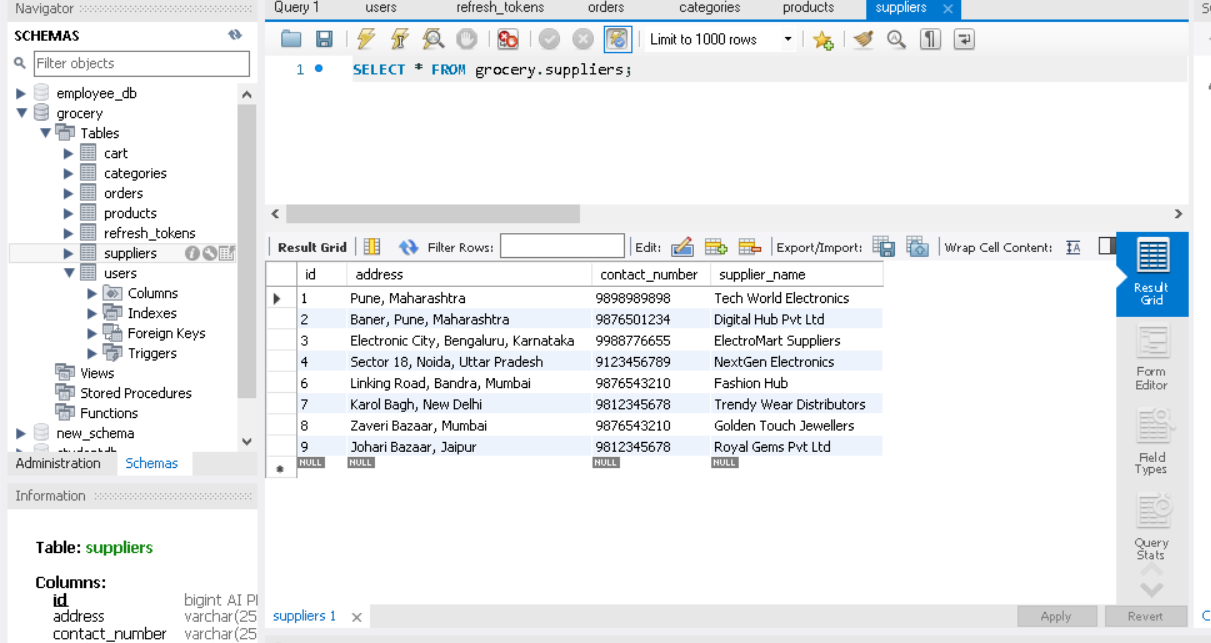 Navigator
Query 1 users refresh_tokens orders categories products suppliers
SCHEMAS
Limit to 1000 rows
Filter objects
1 SELECT * FROM grocery.suppliers;
employee_db
grocery
Tables
cart
categories
orders
products
refresh_tokens
suppliers
users
Columns
Indexes
Foreign Keys
Triggers
Views
Stored Procedures
Functions
new_schema
Administration Schemas
Information
Table: suppliers
Columns:
id bigint AI
address varchar(25
contact_number varchar(25
Result Grid Filter Rows: Edit: Export/Import: Wrap Cell Content:
id address contact_number supplier_name
1 Pune, Maharashtra 9898989898 Tech World Electronics
2 Baner, Pune, Maharashtra 9876501234 Digital Hub Pvt Ltd
3 Electronic City, Bengaluru, Karnataka 9988776655 ElectroMart Suppliers
4 Sector 18, Noida, Uttar Pradesh 9123456789 NextGen Electronics
6 Linking Road, Bandra, Mumbai 9876543210 Fashion Hub
7 Karol Bagh, New Delhi 9812345678 Trendy Wear Distributors
8 Zaveri Bazaar, Mumbai 9876543210 Golden Touch Jewellers
9 Johari Bazaar, Jaipur 9812345678 Royal Gems Pvt Ltd
NULL NULL NULL NULL
Result
Grid
Form
Editor
Field
Types
Query
Stats
suppliers 1 Apply Revert